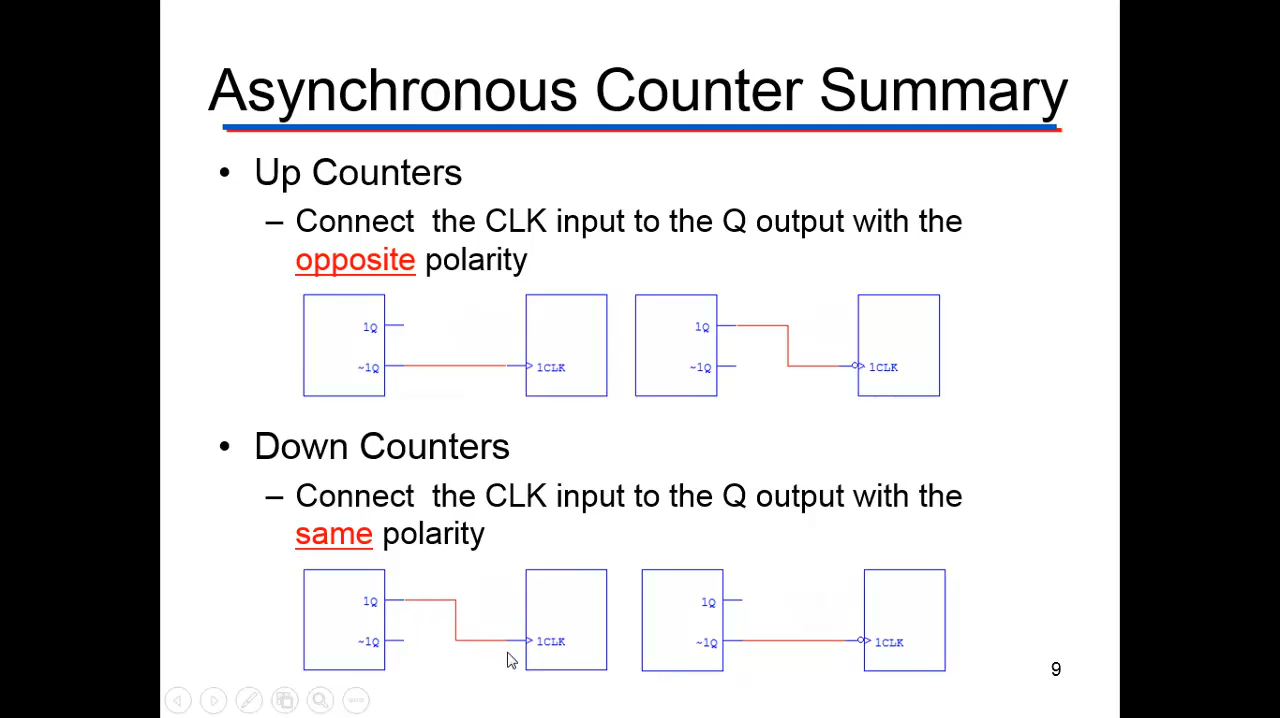 Asynchronous Counter Summary
• Up Counters
– Connect the CLK input to the Q output with the
opposite polarity
1Q
~1Q
1CLK
1Q
~1Q
1CLK
• Down Counters
– Connect the CLK input to the Q output with the
same polarity
1Q
~1Q
1CLK
1Q
~1Q
1CLK
9